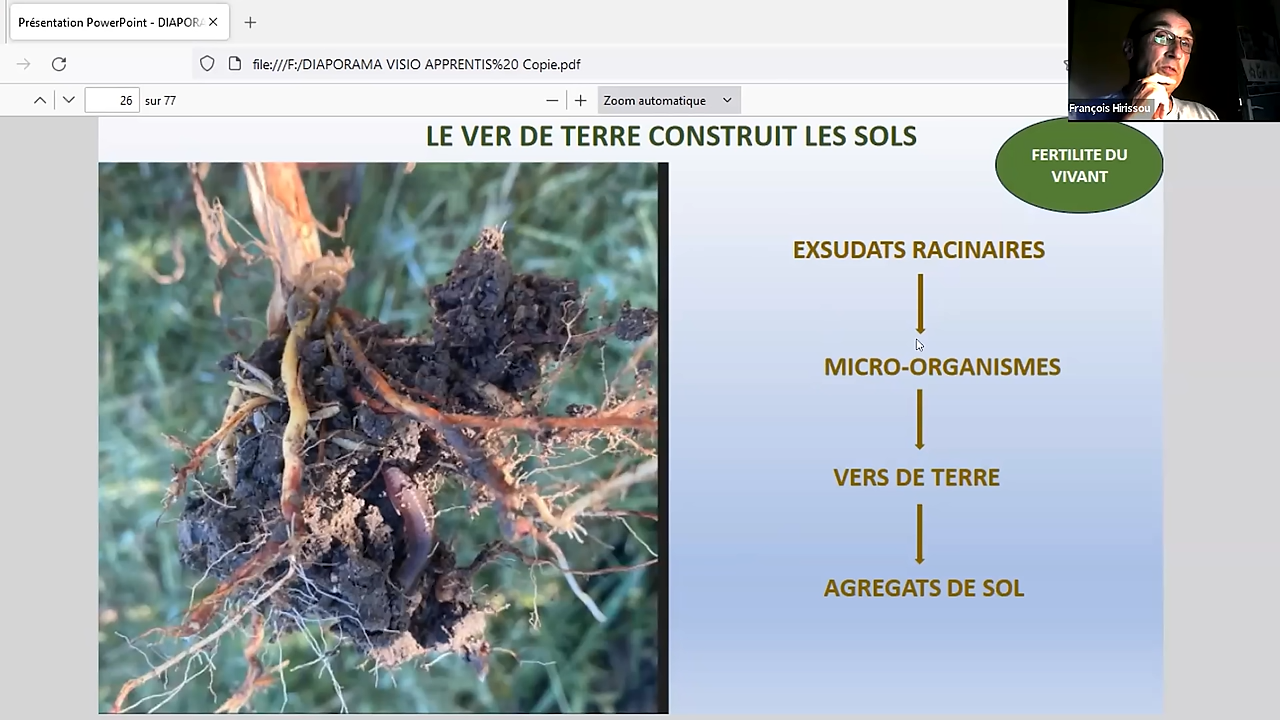 Présentation PowerPoint - DIAPORA
file:///F:/DIAPORAMA VISIO APPRENTIS%20 Copie.pdf
26 sur 77
Zoom automatique
François Hirissou
LE VER DE TERRE CONSTRUIT LES SOLS
FERTILITE DU
VIVANT
EXSUDATS RACINAIRES
MICRO-ORGANISMES
VERS DE TERRE
AGREGATS DE SOL